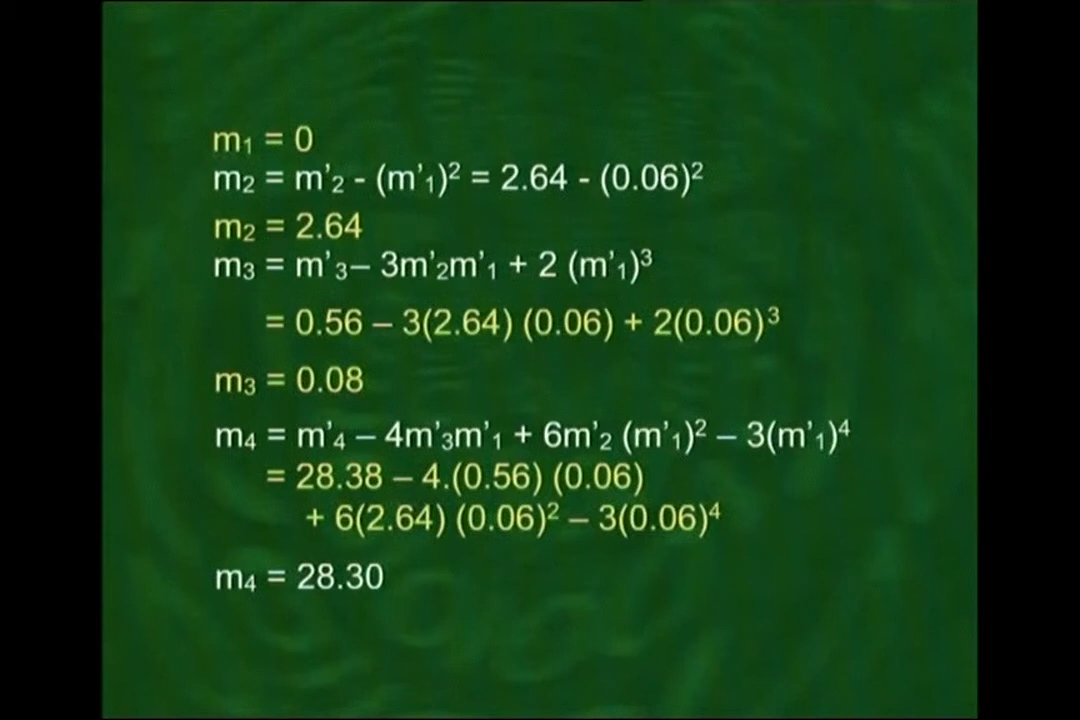 m₁ = 0
m₂ = m'₂ - (m'₁)² = 2.64 - (0.06)²
m₂ = 2.64
m₃ = m'₃– 3m'₂m'₁ + 2 (m'₁)³
= 0.56 – 3(2.64) (0.06) + 2(0.06)³
m₃ = 0.08
m₄ = m'₄ – 4m'₃m'₁ + 6m'₂ (m'₁)² – 3(m'₁)⁴
= 28.38 – 4.(0.56) (0.06)
+ 6(2.64) (0.06)² – 3(0.06)⁴
m₄ = 28.30